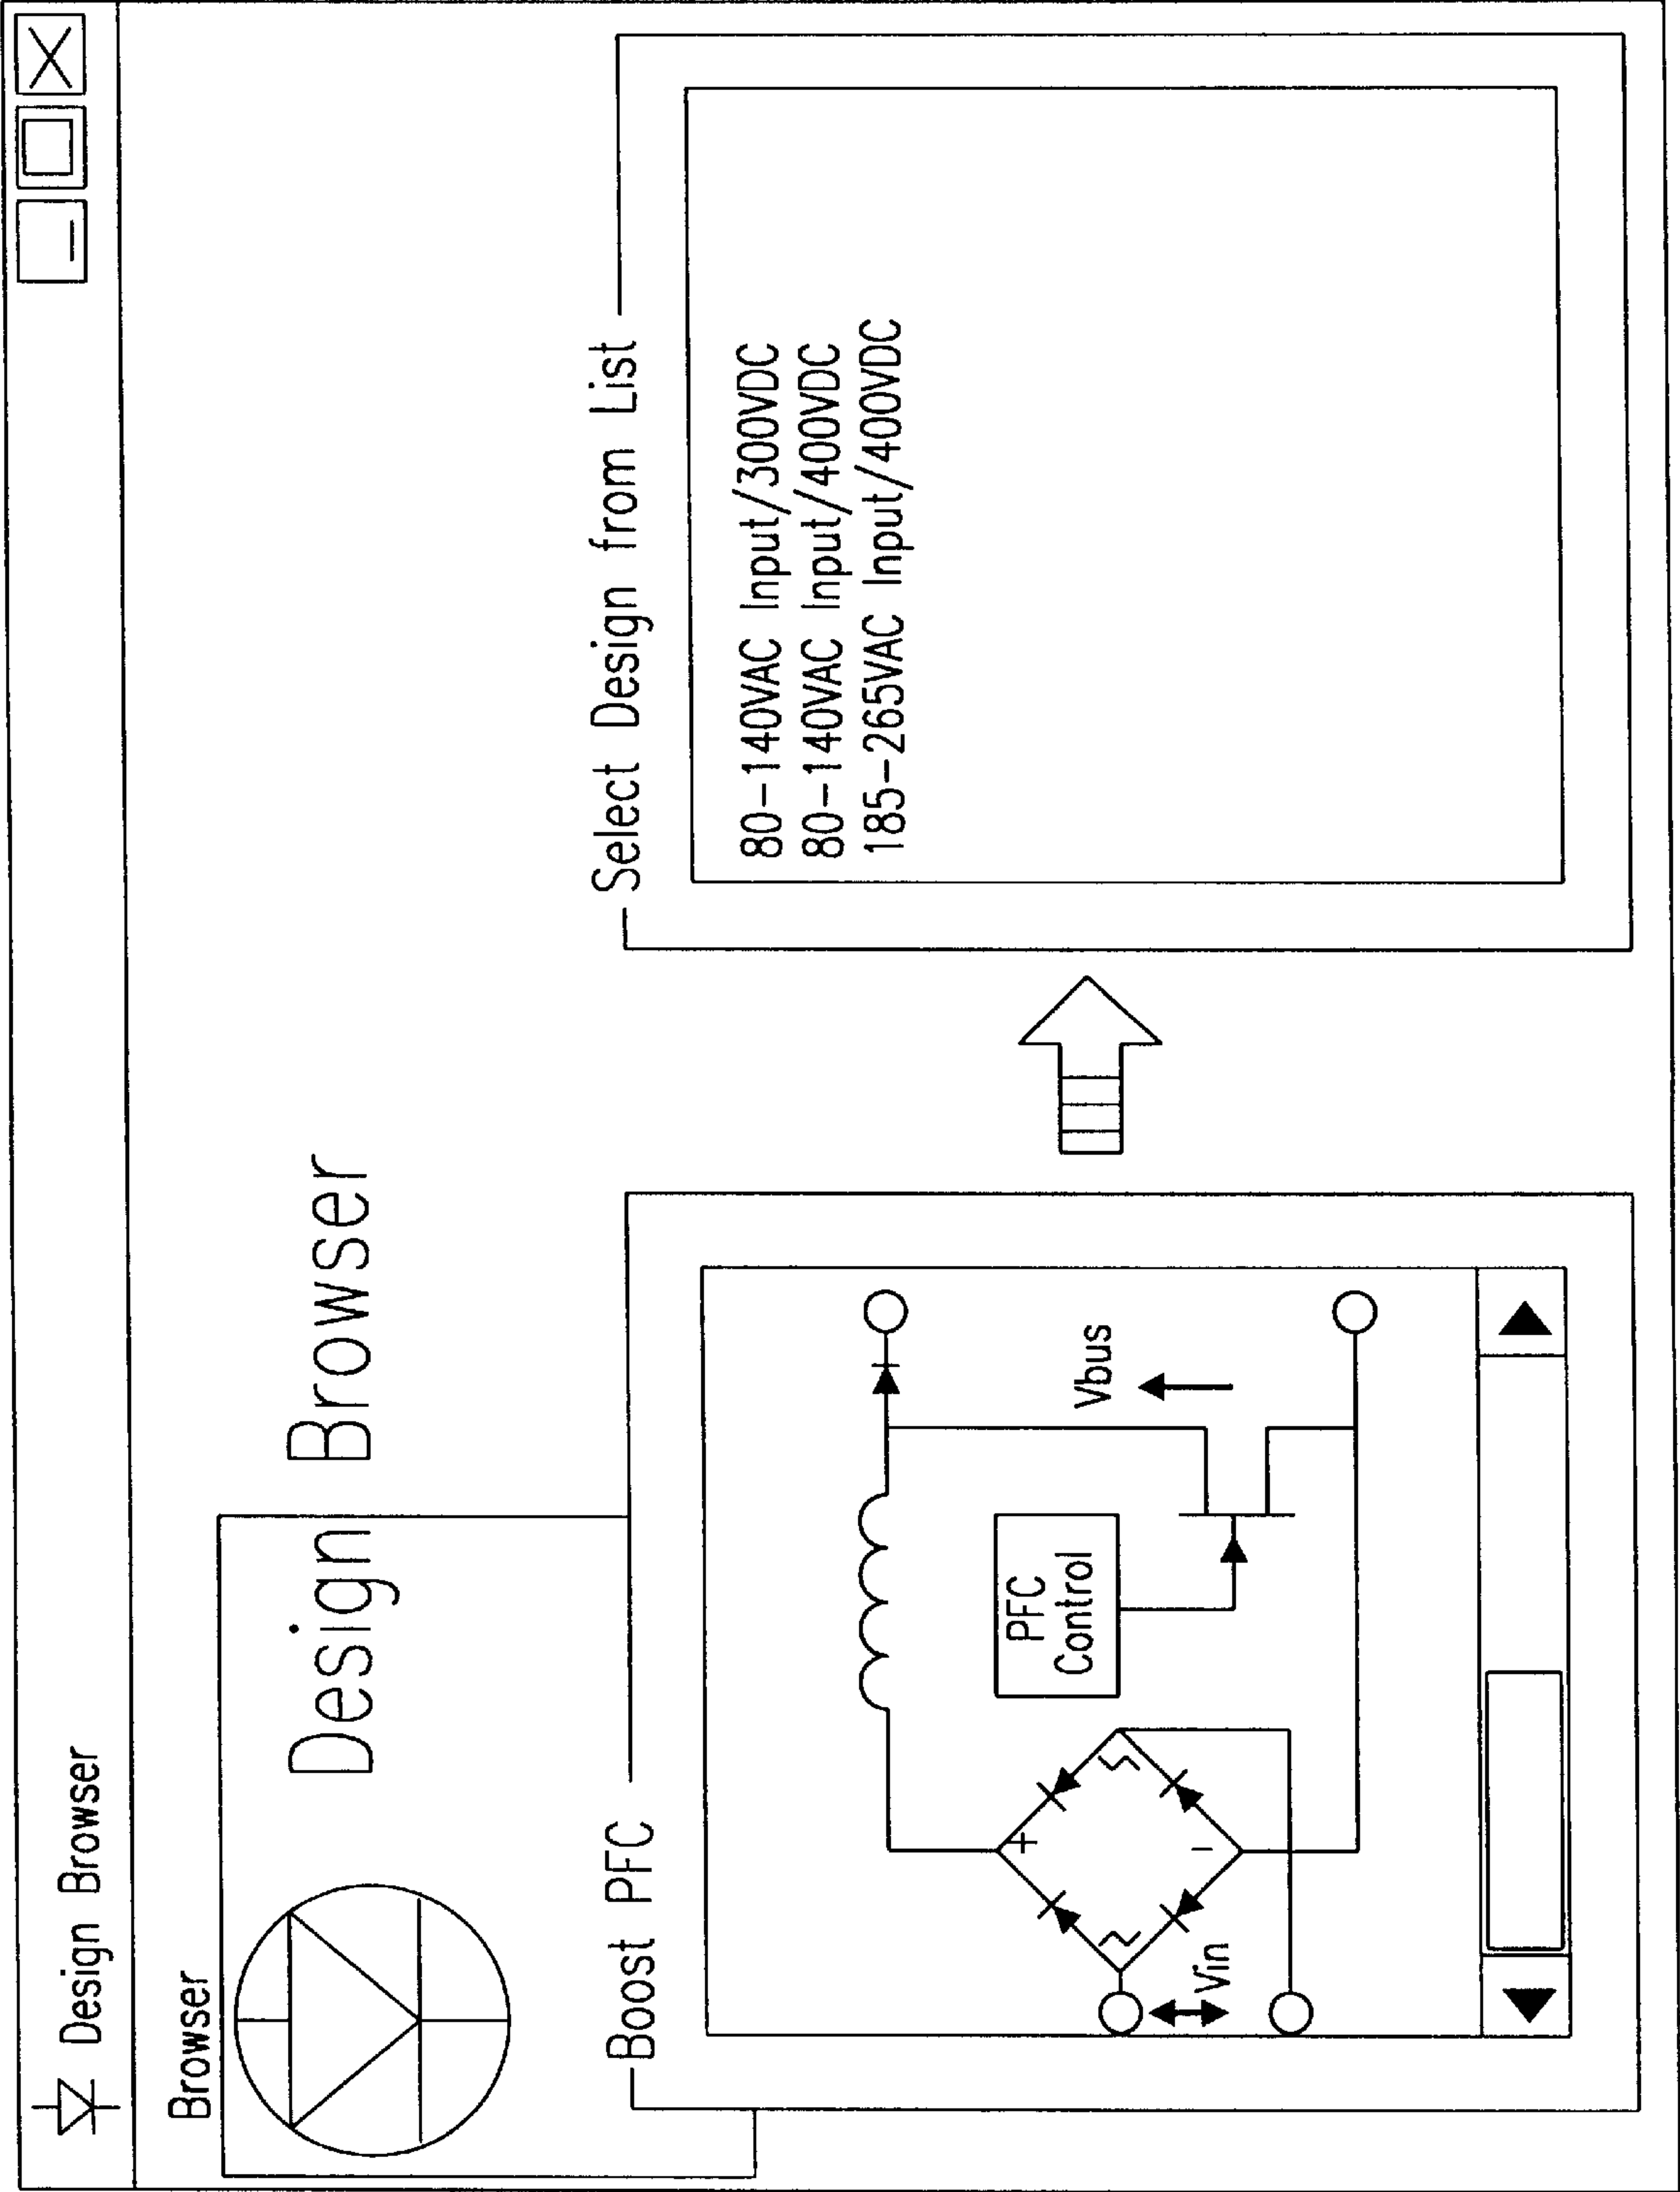 Design Browser
Browser
Design Browser
Boost PFC
Vin
+
−
PFC
Control
Vbus
Select Design from List
80-140VAC Input/300VDC
80-140VAC Input/400VDC
185-265VAC Input/400VDC